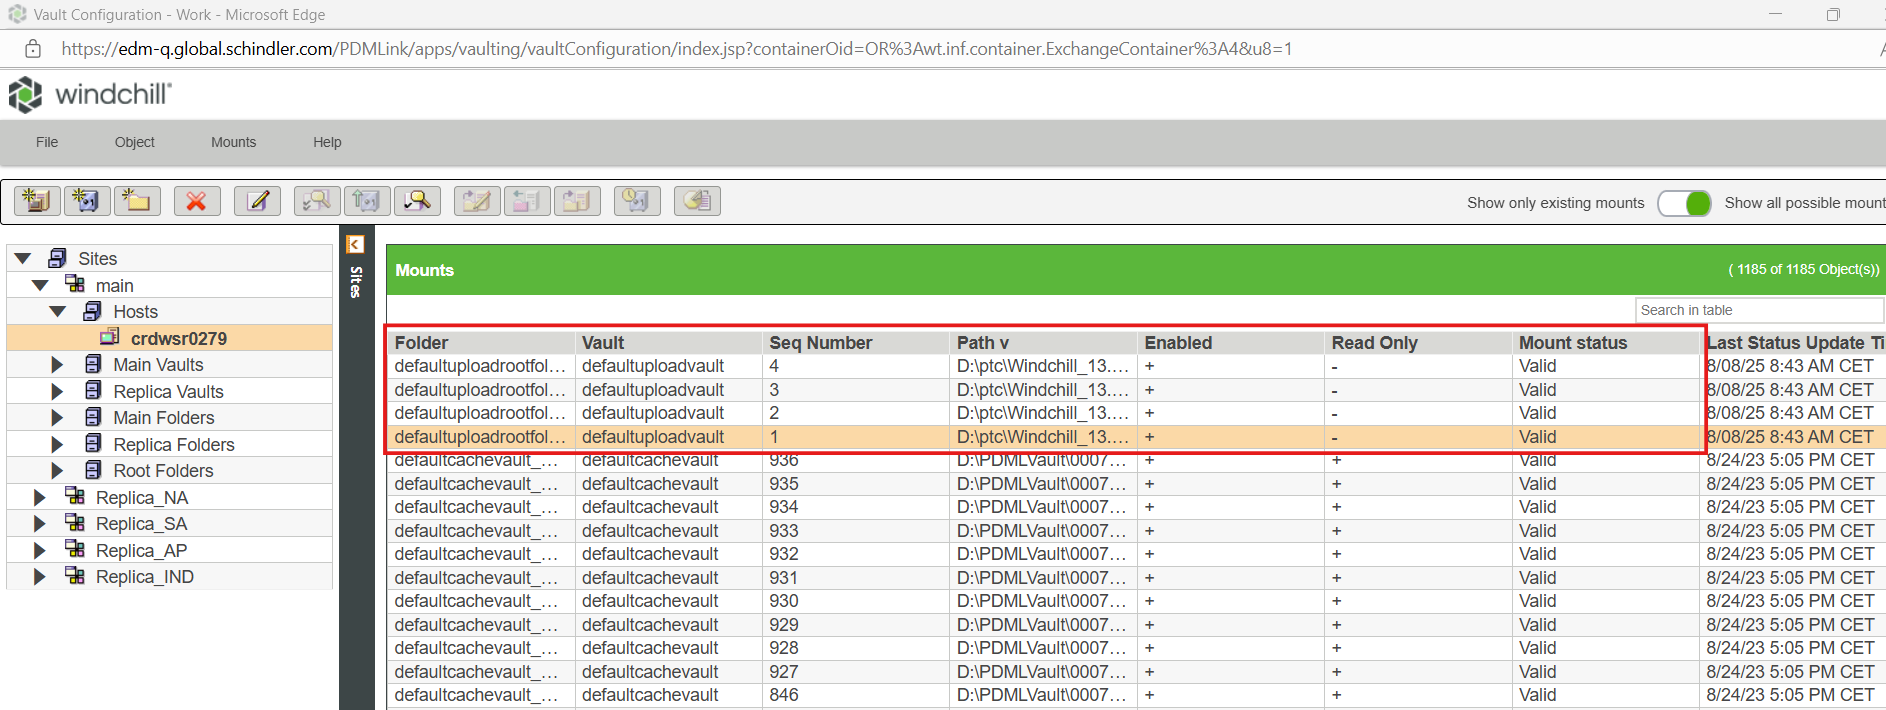 Vault Configuration - Work - Microsoft Edge
https://edm-q.global.schindler.com/PDMLink/apps/vaulting/vaultConfiguration/index.jsp?containerOid=OR%3Awt.inf.container.ExchangeContainer%3A4&u8=1
windchill
File Object Mounts Help
Show only existing mounts Show all possible mount
Sites
main
Hosts
crdwsr0279
Main Vaults
Replica Vaults
Main Folders
Replica Folders
Root Folders
Replica_NA
Replica_SA
Replica_AP
Replica_IND
Sites
Mounts ( 1185 of 1185 Object(s))
Search in table
Folder Vault Seq Number Path v Enabled Read Only Mount status Last Status Update Ti
defaultuploadrootfol... defaultuploadvault 4 D:\ptc\Windchill_13.... + - Valid 8/08/25 8:43 AM CET
defaultuploadrootfol... defaultuploadvault 3 D:\ptc\Windchill_13.... + - Valid 8/08/25 8:43 AM CET
defaultuploadrootfol... defaultuploadvault 2 D:\ptc\Windchill_13.... + - Valid 8/08/25 8:43 AM CET
defaultuploadrootfol... defaultuploadvault 1 D:\ptc\Windchill_13.... + - Valid 8/08/25 8:43 AM CET
defaultcachevault_... defaultcachevault 936 D:\PDMLVault\0007... + + Valid 8/24/23 5:05 PM CET
defaultcachevault_... defaultcachevault 935 D:\PDMLVault\0007... + + Valid 8/24/23 5:05 PM CET
defaultcachevault_... defaultcachevault 934 D:\PDMLVault\0007... + + Valid 8/24/23 5:05 PM CET
defaultcachevault_... defaultcachevault 933 D:\PDMLVault\0007... + + Valid 8/24/23 5:05 PM CET
defaultcachevault_... defaultcachevault 932 D:\PDMLVault\0007... + + Valid 8/24/23 5:05 PM CET
defaultcachevault_... defaultcachevault 931 D:\PDMLVault\0007... + + Valid 8/24/23 5:05 PM CET
defaultcachevault_... defaultcachevault 930 D:\PDMLVault\0007... + + Valid 8/24/23 5:05 PM CET
defaultcachevault_... defaultcachevault 929 D:\PDMLVault\0007... + + Valid 8/24/23 5:05 PM CET
defaultcachevault_... defaultcachevault 928 D:\PDMLVault\0007... + + Valid 8/24/23 5:05 PM CET
defaultcachevault_... defaultcachevault 927 D:\PDMLVault\0007... + + Valid 8/24/23 5:05 PM CET
defaultcachevault_... defaultcachevault 846 D:\PDMLVault\0007... + + Valid 8/24/23 5:05 PM CET